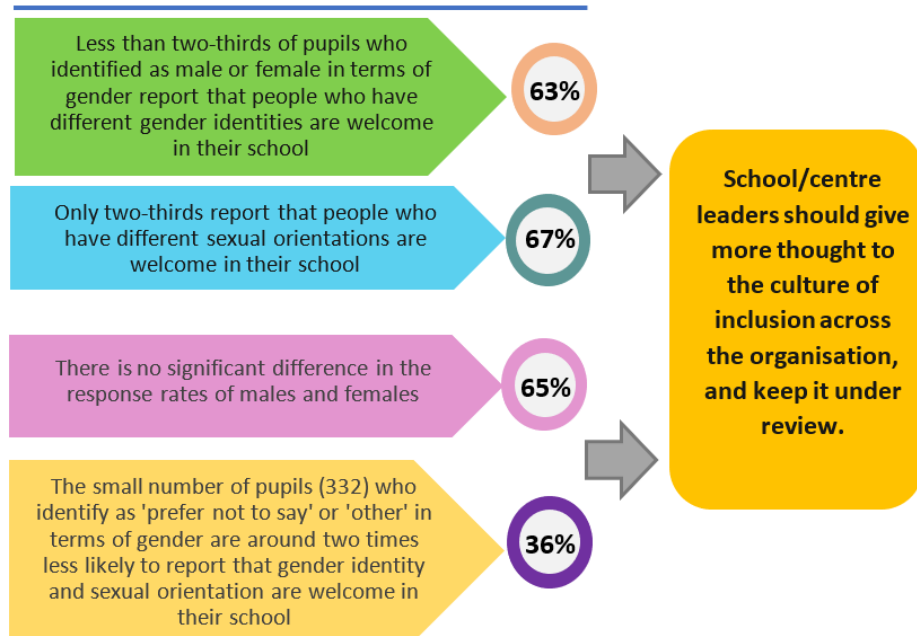 Less than two-thirds of pupils who
identified as male or female in terms of
gender report that people who have
different gender identities are welcome
in their school
63%
Only two-thirds report that people who
have different sexual orientations are
welcome in their school
67%
There is no significant difference in the
response rates of males and females
65%
The small number of pupils (332) who
identify as 'prefer not to say' or 'other' in
terms of gender are around two times
less likely to report that gender identity
and sexual orientation are welcome in
their school
36%
School/centre
leaders should give
more thought to
the culture of
inclusion across
the organisation,
and keep it under
review.